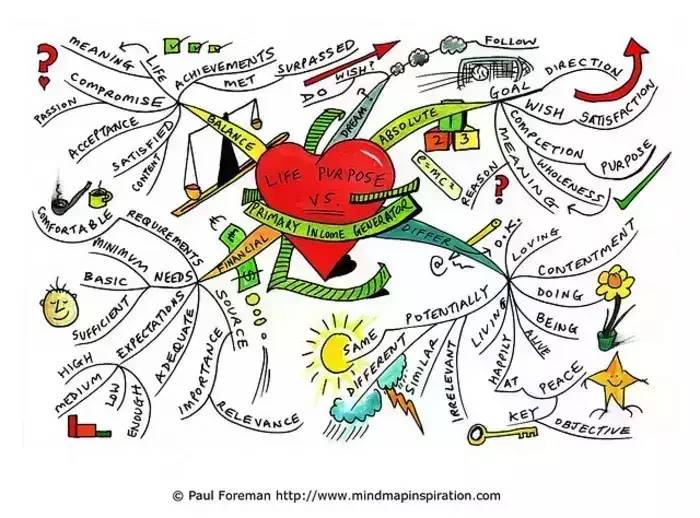 LIFE PURPOSE
VS.
PRIMARY INCOME GENERATOR
BALANCE
MEANING
LIFE
ACHIEVEMENTS
MET
SURPASSED
COMPROMISE
PASSION
ACCEPTANCE
SATISFIED
CONTENT
COMFORTABLE
DREAM?
DO WISH?
FOLLOW
ABSOLUTE
GOAL
DIRECTION
WISH
SATISFACTION
COMPLETION
PURPOSE
WHOLENESS
MEANING
REASON
1
2 3
e=mc²
FINANCIAL
£
$
REQUIREMENTS
MINIMUM
NEEDS
BASIC
SUFFICIENT
EXPECTATIONS
HIGH
MEDIUM
LOW
ENOUGH
ADEQUATE
SOURCE
IMPORTANCE
RELEVANCE
DIFFER
@
O.K.
LOVING
CONTENTMENT
DOING
BEING
ALIVE
LIVING
HAPPILY
AT PEACE
KEY
OBJECTIVE
POTENTIALLY
SAME
DIFFERENT
SIMILAR
IRRELEVANT
© Paul Foreman http://www.mindmapinspiration.com